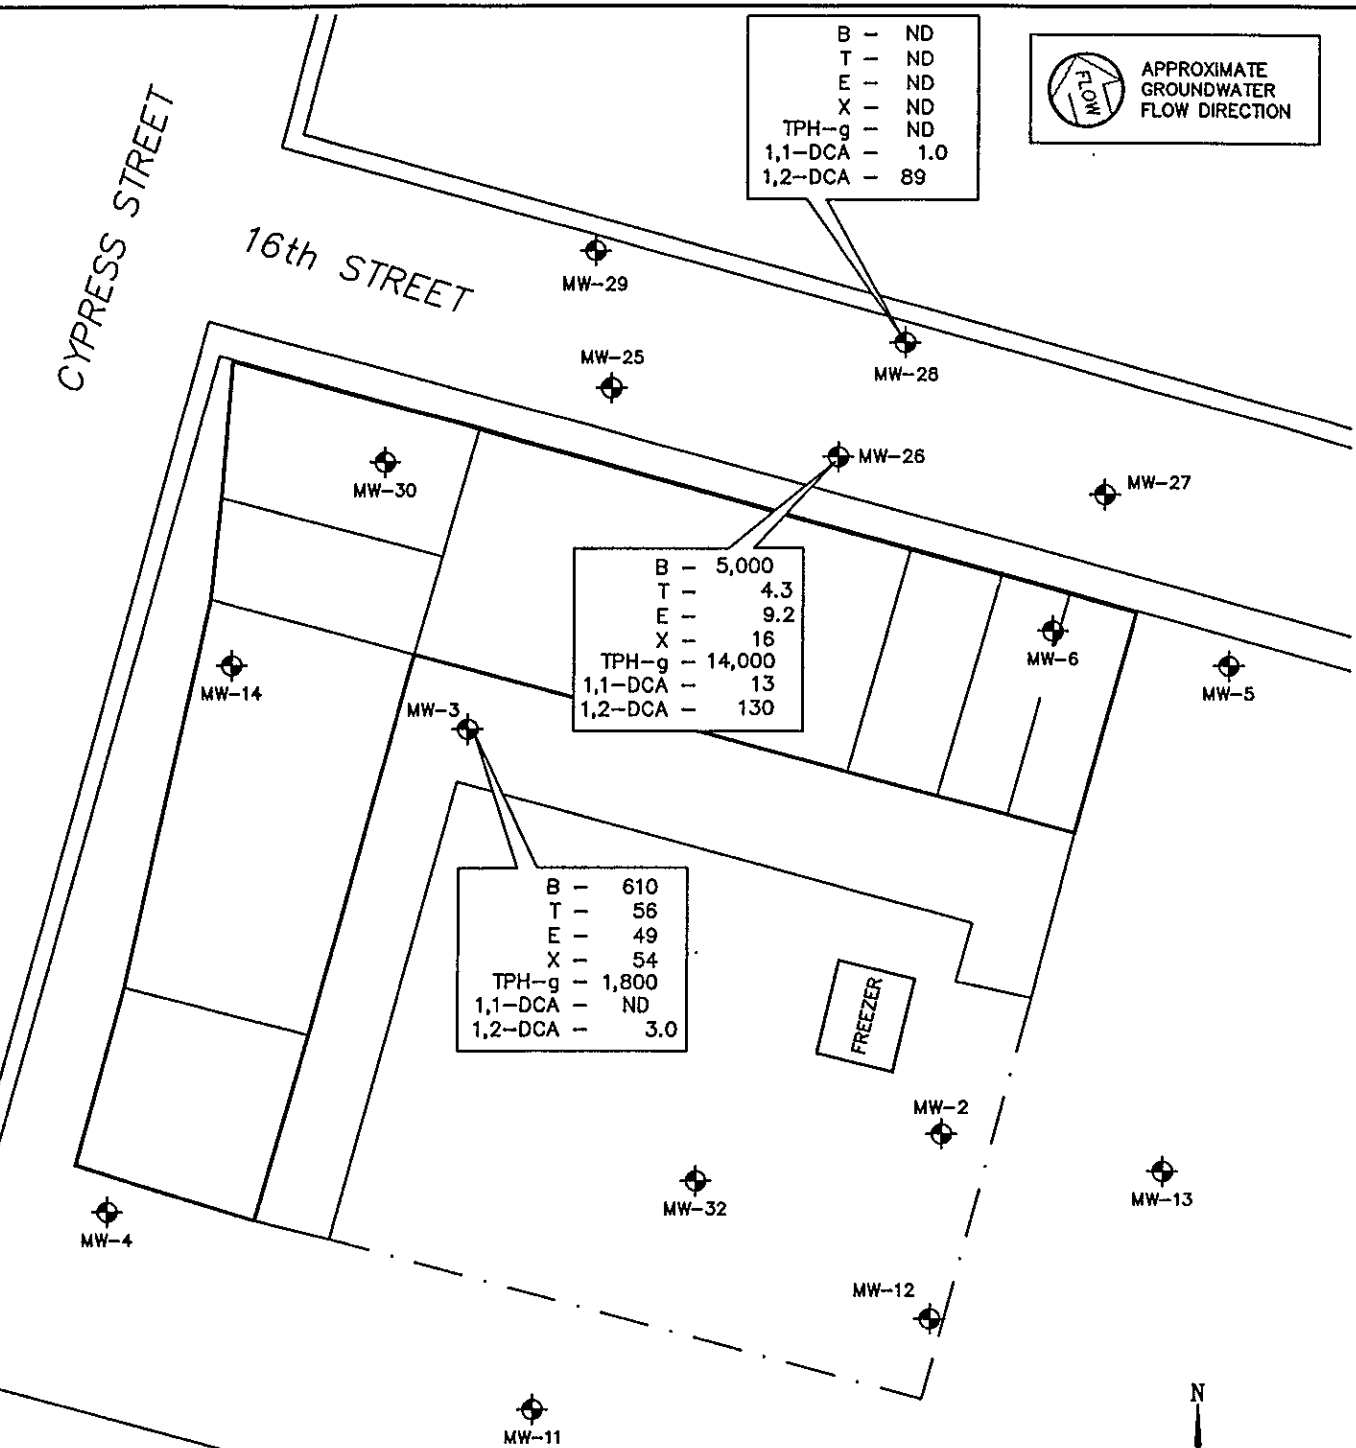 B - ND
T - ND
E - ND
X - ND
TPH-g - ND
1,1-DCA - 1.0
1,2-DCA - 89
FLOW
APPROXIMATE
GROUNDWATER
FLOW DIRECTION
CYPRESS STREET
16th STREET
MW-29
MW-25
MW-28
MW-26
MW-27
MW-30
B - 5,000
T - 4.3
E - 9.2
X - 16
TPH-g - 14,000
1,1-DCA - 13
1,2-DCA - 130
MW-6
MW-5
MW-14
MW-3
B - 610
T - 56
E - 49
X - 54
TPH-g - 1,800
1,1-DCA - ND
1,2-DCA - 3.0
FREEZER
MW-2
MW-32
MW-13
MW-4
MW-12
MW-11
N